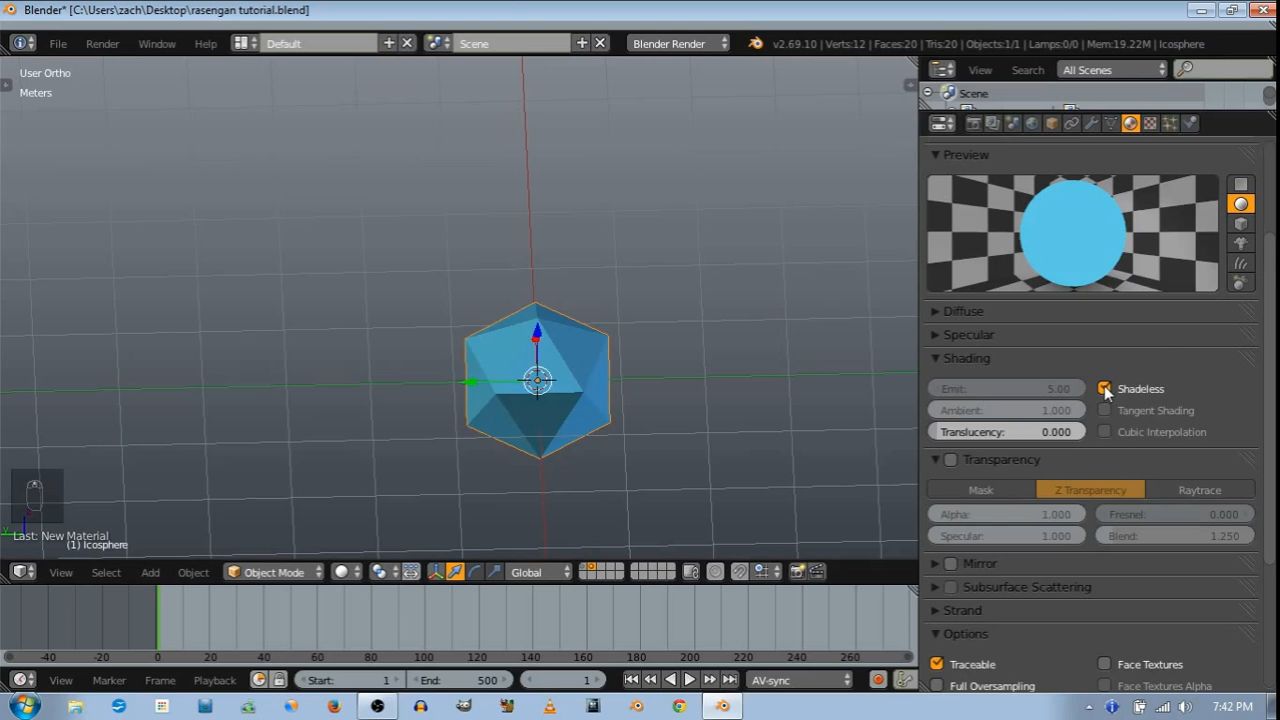 Blender* [C:\Users\zach\Desktop\rasengan tutorial.blend]
File Render Window Help Default Scene Blender Render v2.69.10 | Verts:12 | Faces:20 | Tris:20 | Objects:1/1 | Lamps:0/0 | Mem:19.22M | Icosphere
User Ortho
Meters
View Search All Scenes
Scene
Preview
Diffuse
Specular
Shading
Emit: 5.00 Shadeless
Ambient: 1.000 Tangent Shading
Translucency: 0.000 Cubic Interpolation
Transparency
Mask Z Transparency Raytrace
Alpha: 1.000 Fresnel: 0.000
Specular: 1.000 Blend: 1.250
Mirror
Subsurface Scattering
Strand
Options
Traceable Face Textures
Full Oversampling Face Textures Alpha
y
Last: New Material
(1) Icosphere
View Select Add Object Object Mode Global
-40 -20 0 20 40 60 80 100 120 140 160 180 200 220 240 260
View Marker Frame Playback Start: 1 End: 500 1 AV-sync
7:42 PM